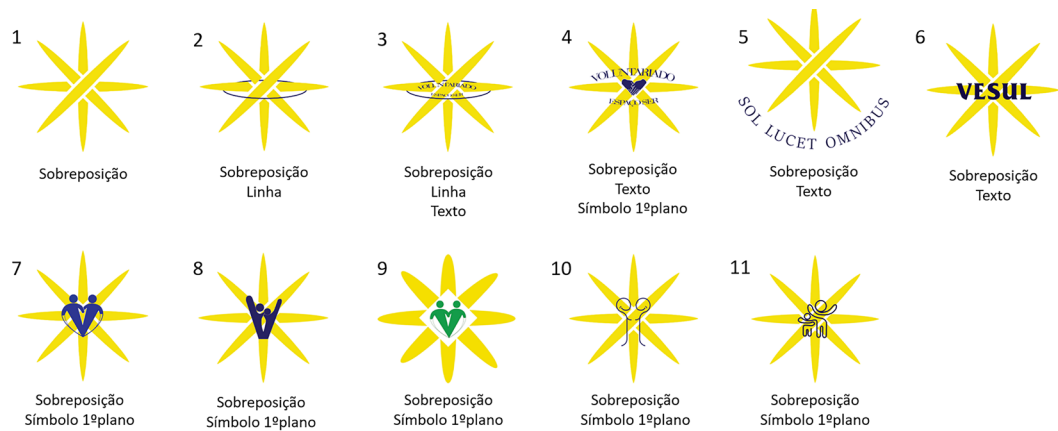 1
Sobreposição
2
Sobreposição
Linha
3
VOLUNTARIADO
ESPAÇO SER
Sobreposição
Linha
Texto
4
VOLUNTARIADO
ESPAÇO SER
Sobreposição
Texto
Símbolo 1ºplano
5
SOL LUCET OMNIBUS
Sobreposição
Texto
6
VESUL
Sobreposição
Texto
7
Sobreposição
Símbolo 1ºplano
8
Sobreposição
Símbolo 1ºplano
9
Sobreposição
Símbolo 1ºplano
10
Sobreposição
Símbolo 1ºplano
11
Sobreposição
Símbolo 1ºplano